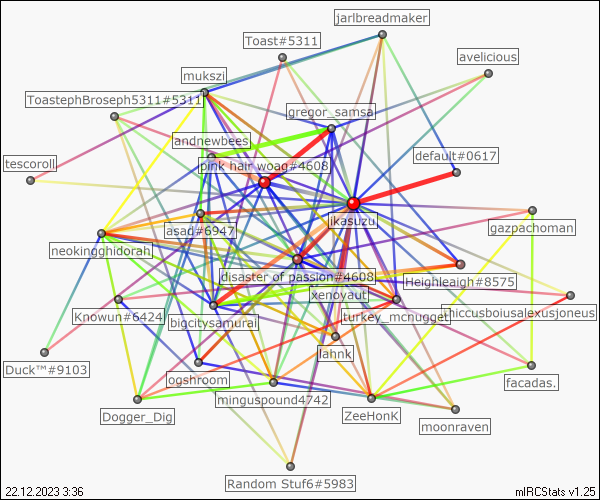 jarlbreadmaker
Toast#5311
avelicious
mukszi
ToastephBroseph5311#5311
gregor_samsa
andnewbees
default#0617
tescoroll
pink hair woag#4608
jikasuzu
gazpachoman
asad#6947
neokingghidorah
disaster of passion#4608
Heighleaigh#8575
xenoyaut
Knowun#6424
bigcitysamurai
turkey_mcnugget
thiccusboiusalexusjoneus
lahnk
Duck™#9103
ogshroom
facadas.
minguspound4742
Dogger_Dig
ZeeHonK
moonraven
Random Stuf6#5983
22.12.2023 3:36
mIRCStats v1.25